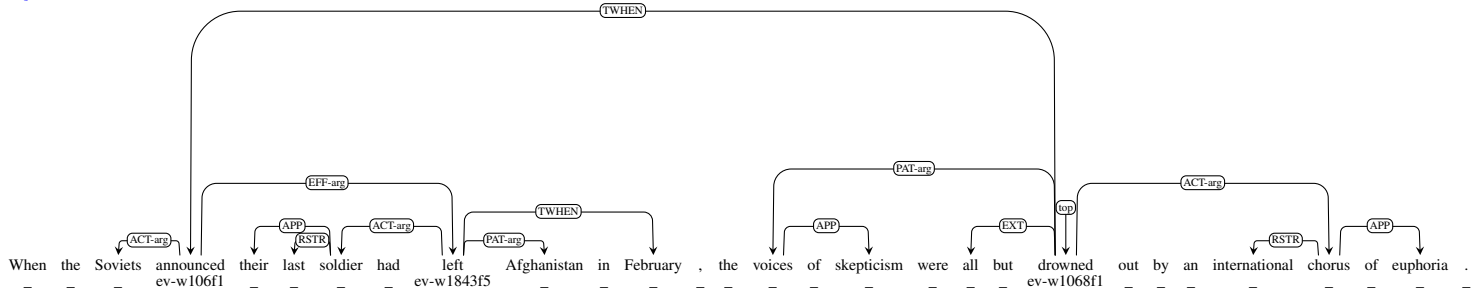 TWHEN
PAT-arg ACT-arg
EFF-arg
TWHEN top
APP ACT-arg APP EXT APP
ACT-arg RSTR PAT-arg RSTR
When the Soviets announced their last soldier had left Afghanistan in February , the voices of skepticism were all but drowned out by an international chorus of euphoria .
_ _ _ ev-w106f1 _ _ _ _ ev-w1843f5 _ _ _ _ _ _ _ _ _ _ _ ev-w1068f1 _ _ _ _ _ _ _ _